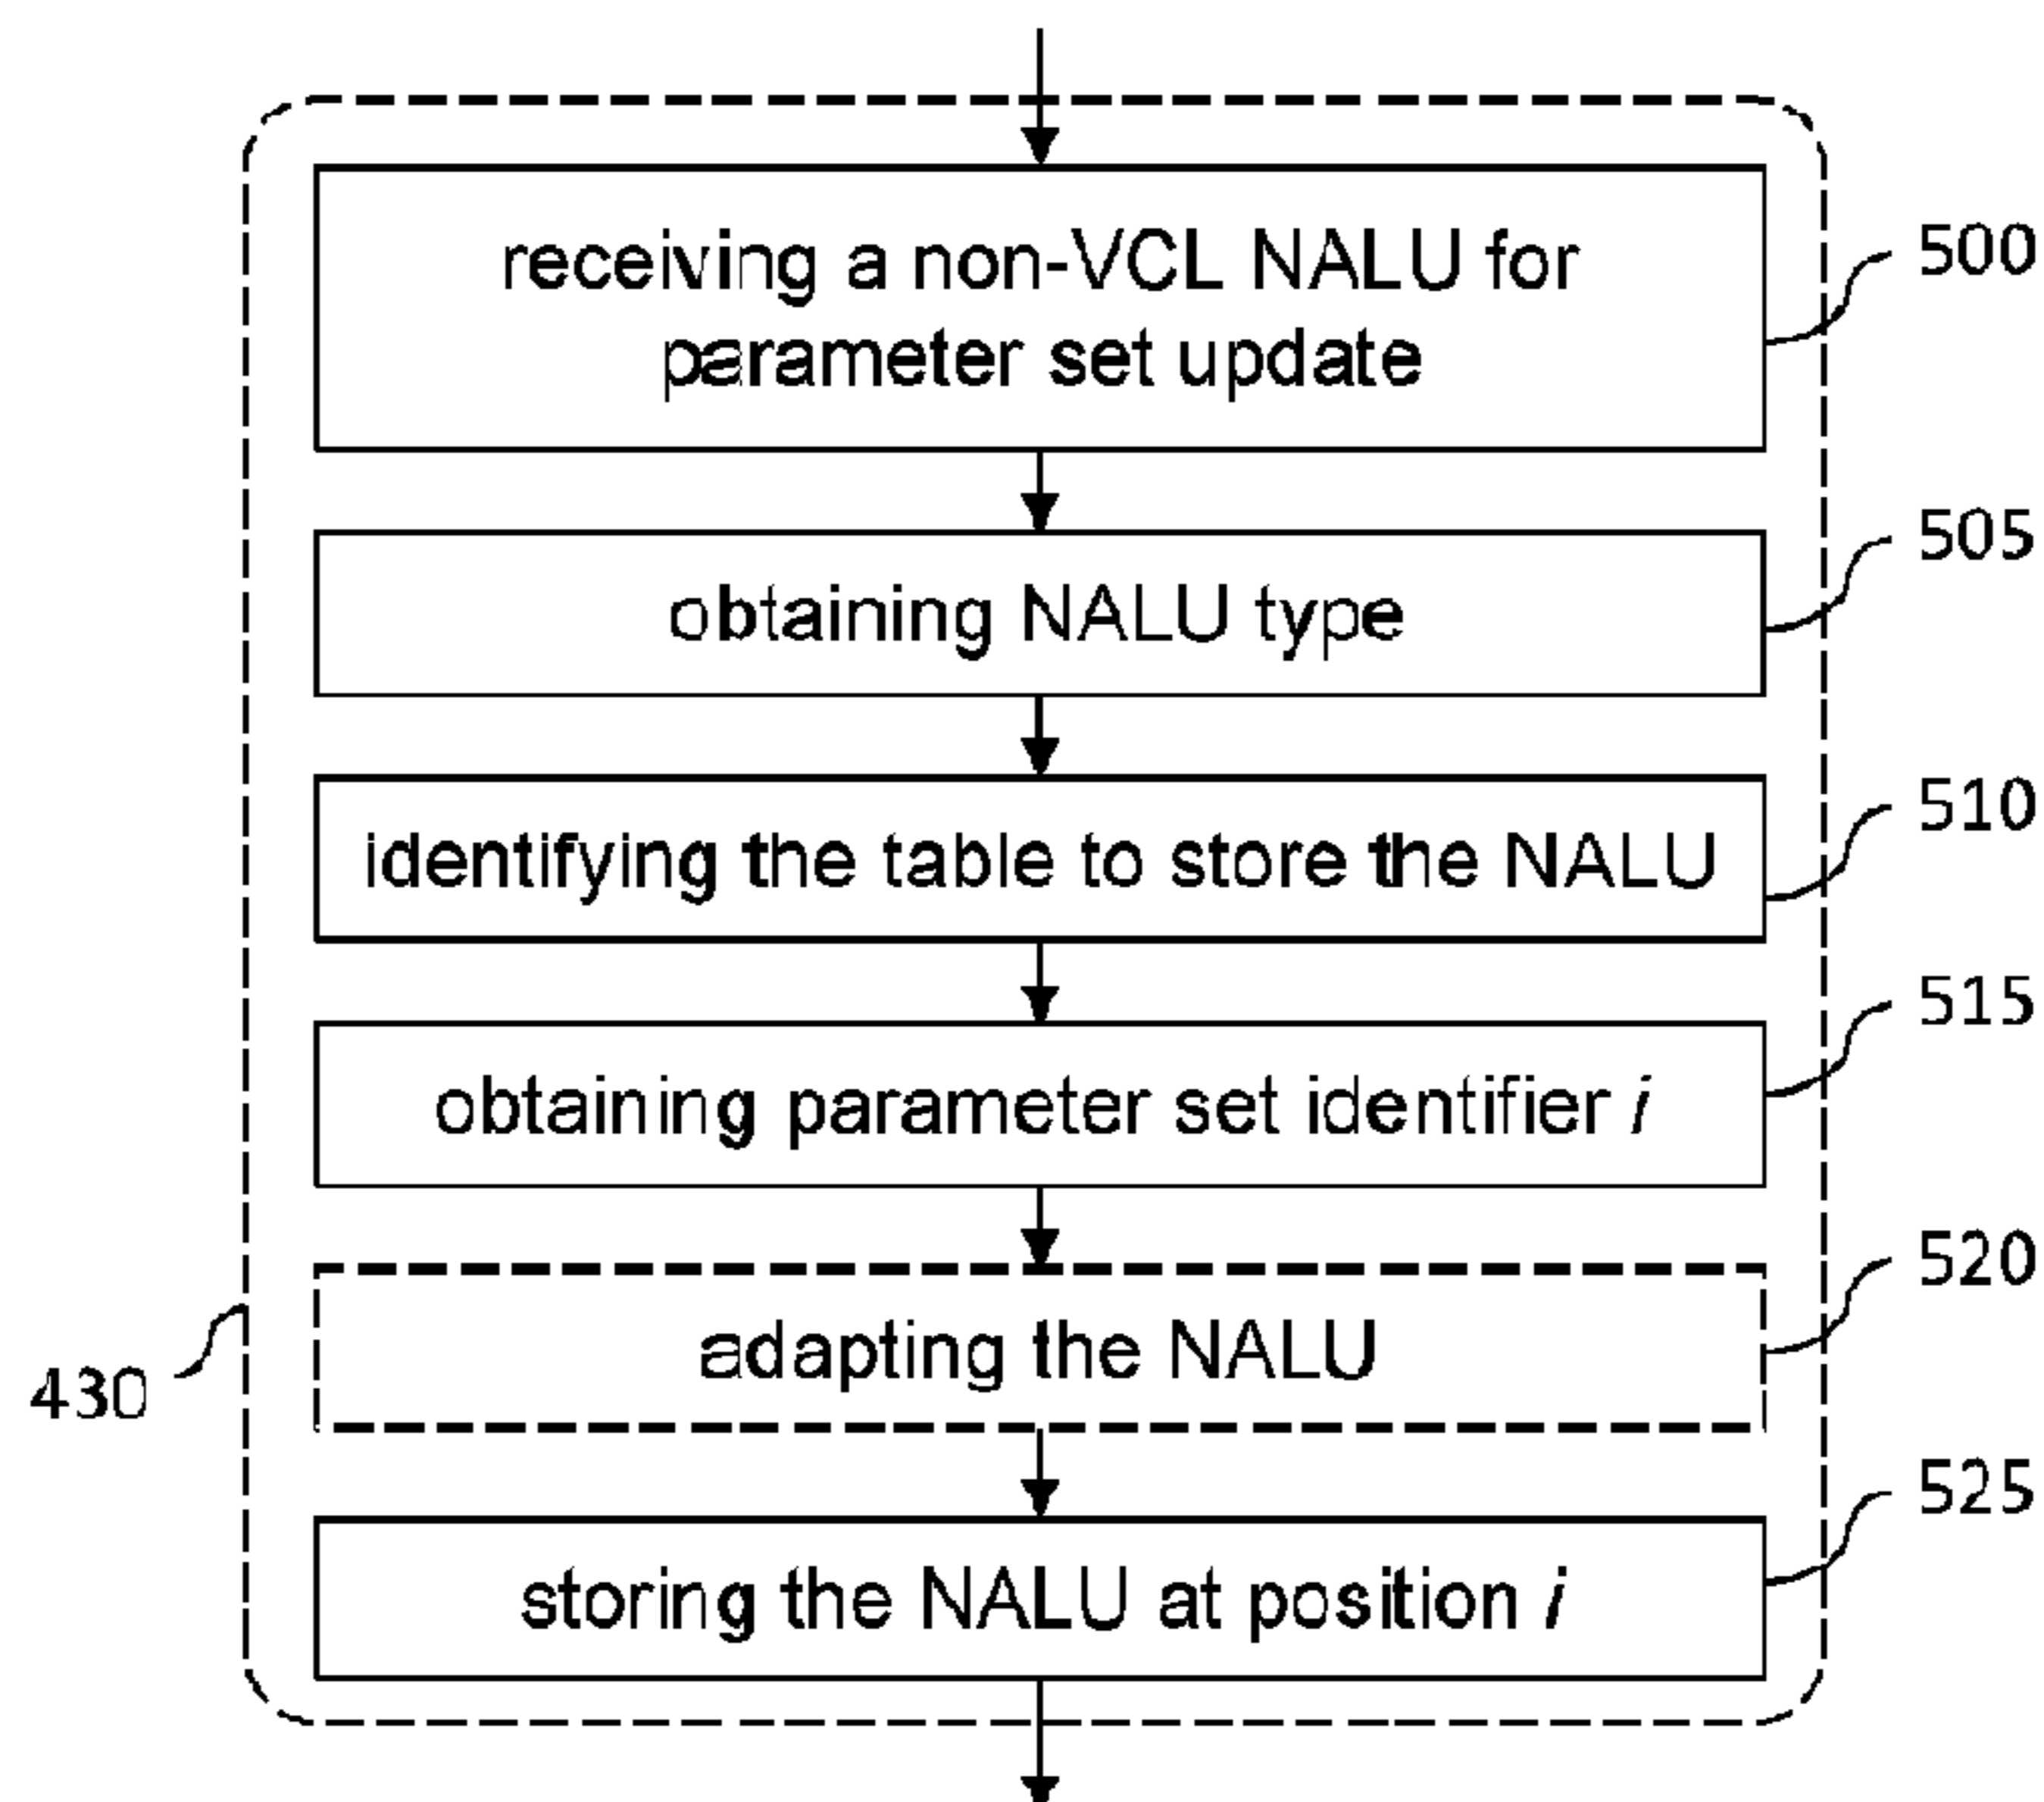 receiving a non-VCL NALU for
parameter set update
500
obtaining NALU type
505
identifying the table to store the NALU
510
obtaining parameter set identifier i
515
adapting the NALU
520
430
storing the NALU at position i
525